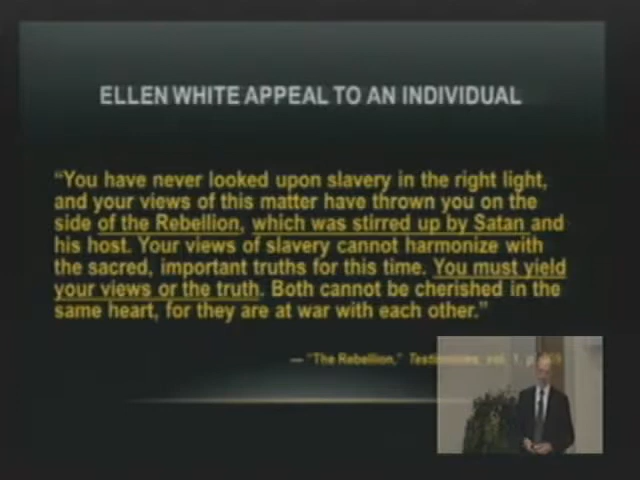 ELLEN WHITE APPEAL TO AN INDIVIDUAL
“You have never looked upon slavery in the right light,
and your views of this matter have thrown you on the
side of the Rebellion, which was stirred up by Satan and
his host. Your views of slavery cannot harmonize with
the sacred, important truths for this time. You must yield
your views or the truth. Both cannot be cherished in the
same heart, for they are at war with each other.”
— “The Rebellion,” Testimonies, vol. 1, p.